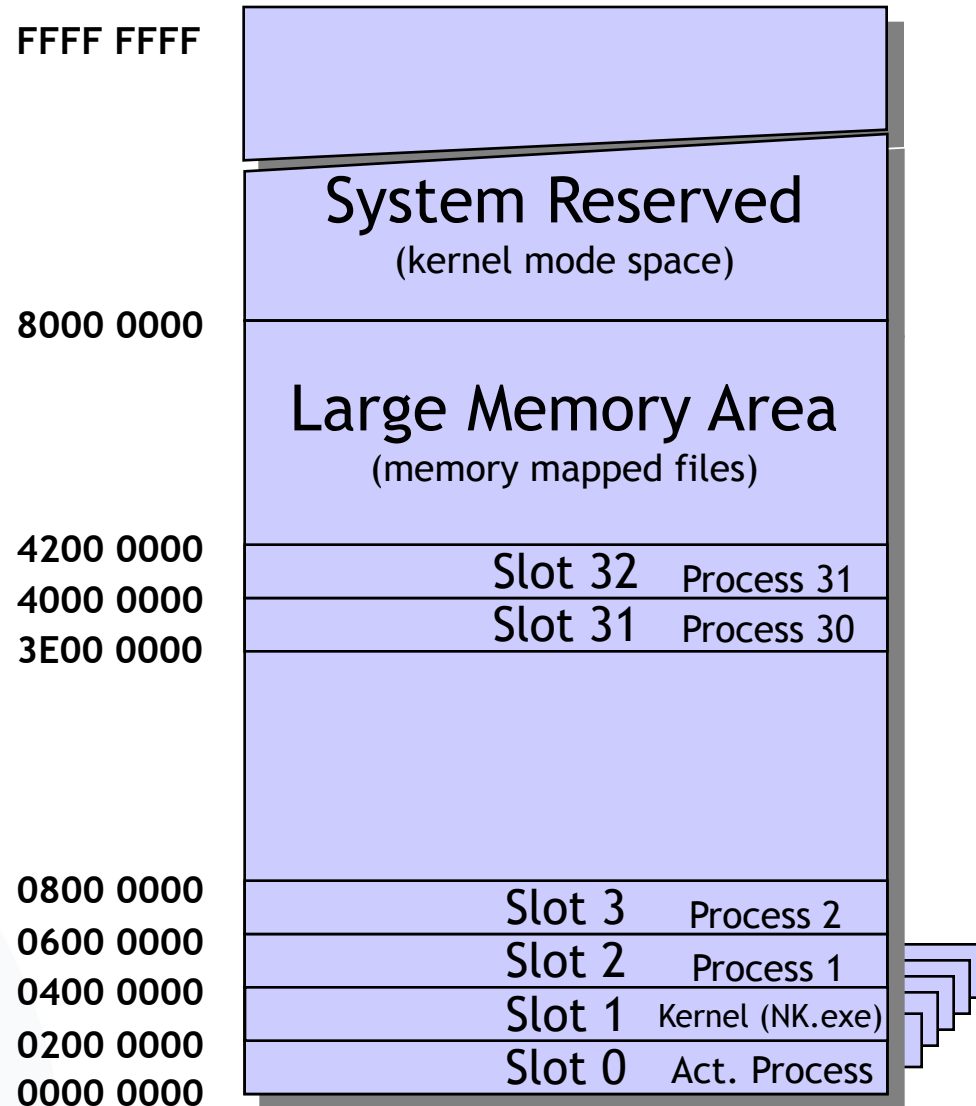 FFFF FFFF
System Reserved
(kernel mode space)
8000 0000
Large Memory Area
(memory mapped files)
4200 0000
Slot 32 Process 31
4000 0000
Slot 31 Process 30
3E00 0000
0800 0000
Slot 3 Process 2
0600 0000
Slot 2 Process 1
0400 0000
Slot 1 Kernel (NK.exe)
0200 0000
Slot 0 Act. Process
0000 0000